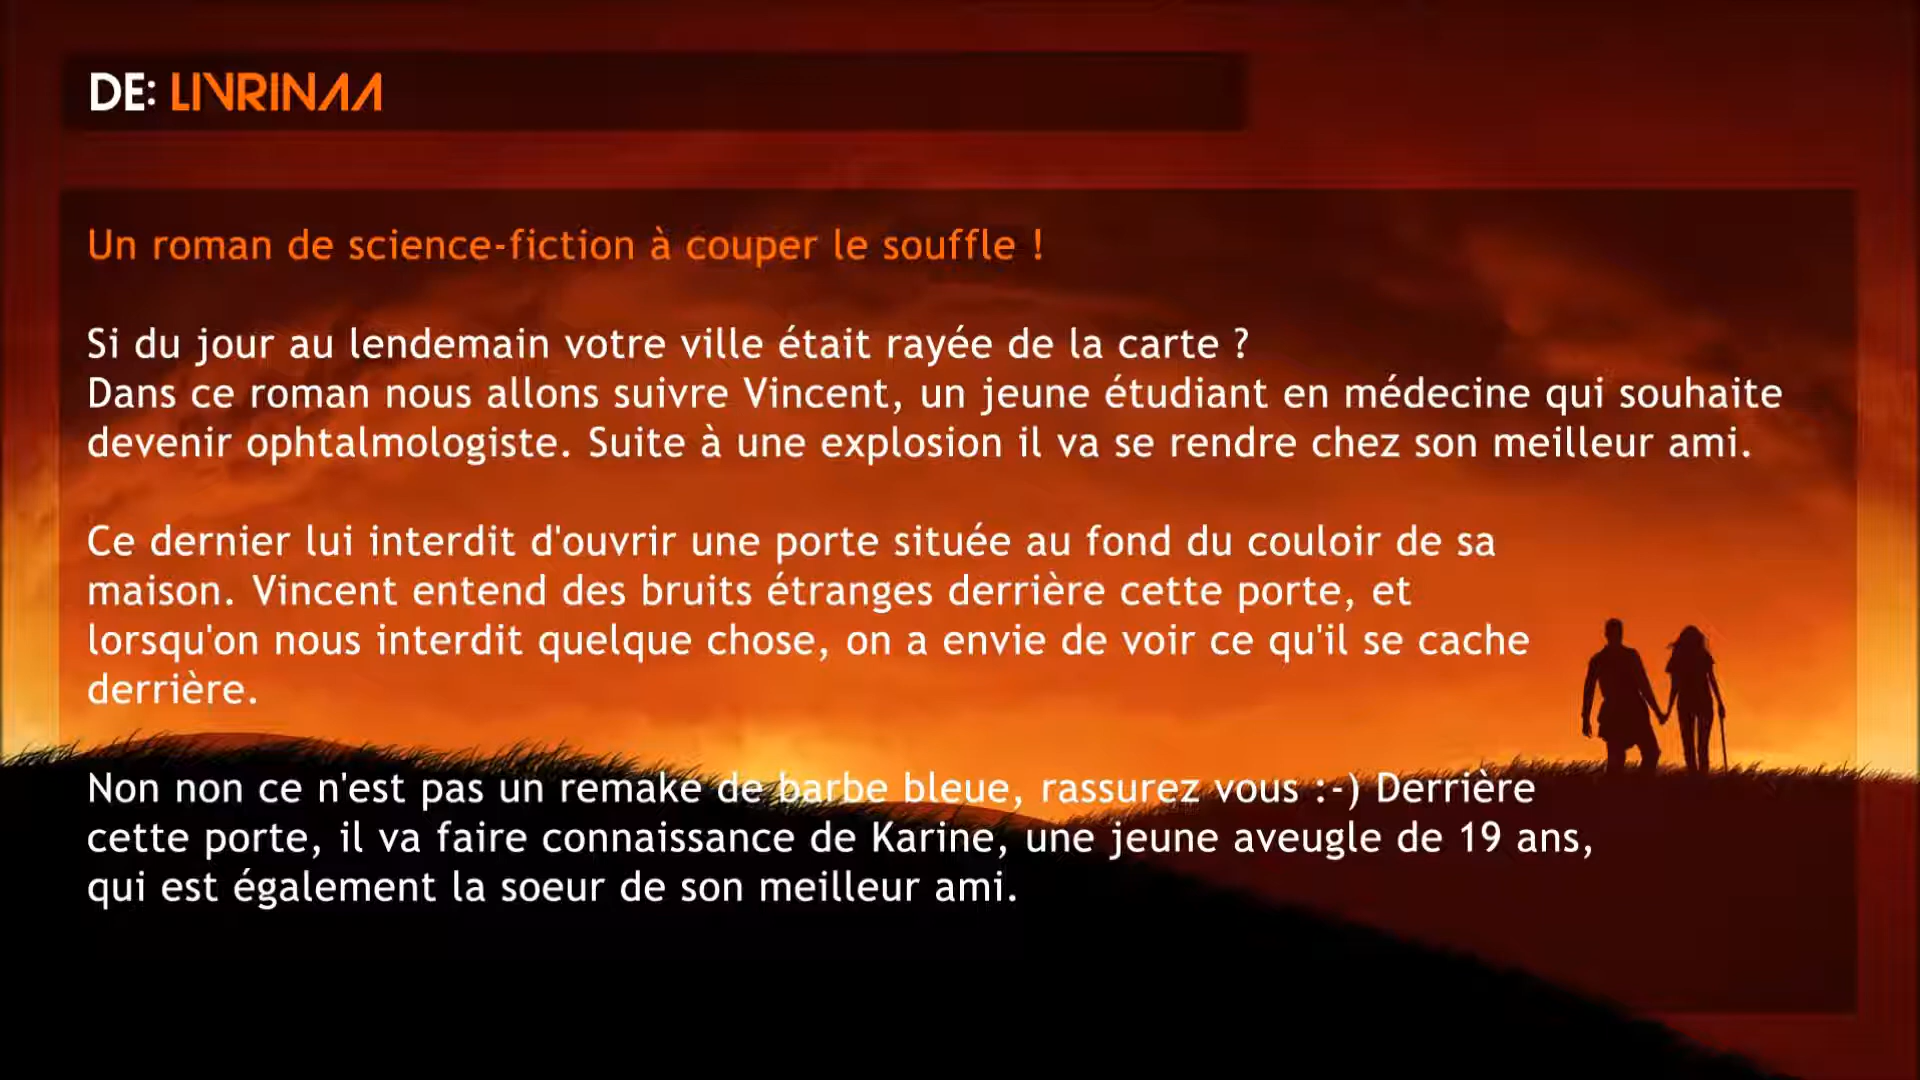 DE: LIVRINAA
Un roman de science-fiction à couper le souffle !
Si du jour au lendemain votre ville était rayée de la carte ?
Dans ce roman nous allons suivre Vincent, un jeune étudiant en médecine qui souhaite
devenir ophtalmologiste. Suite à une explosion il va se rendre chez son meilleur ami.
Ce dernier lui interdit d'ouvrir une porte située au fond du couloir de sa
maison. Vincent entend des bruits étranges derrière cette porte, et
lorsqu'on nous interdit quelque chose, on a envie de voir ce qu'il se cache
derrière.
Non non ce n'est pas un remake de barbe bleue, rassurez vous :-) Derrière
cette porte, il va faire connaissance de Karine, une jeune aveugle de 19 ans,
qui est également la soeur de son meilleur ami.